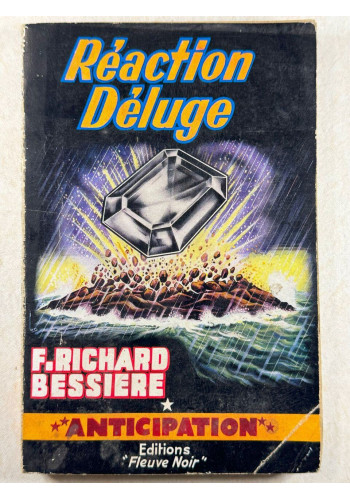 Réaction
Déluge
F. RICHARD
BESSIERE
ANTICIPATION
Editions
"Fleuve Noir"